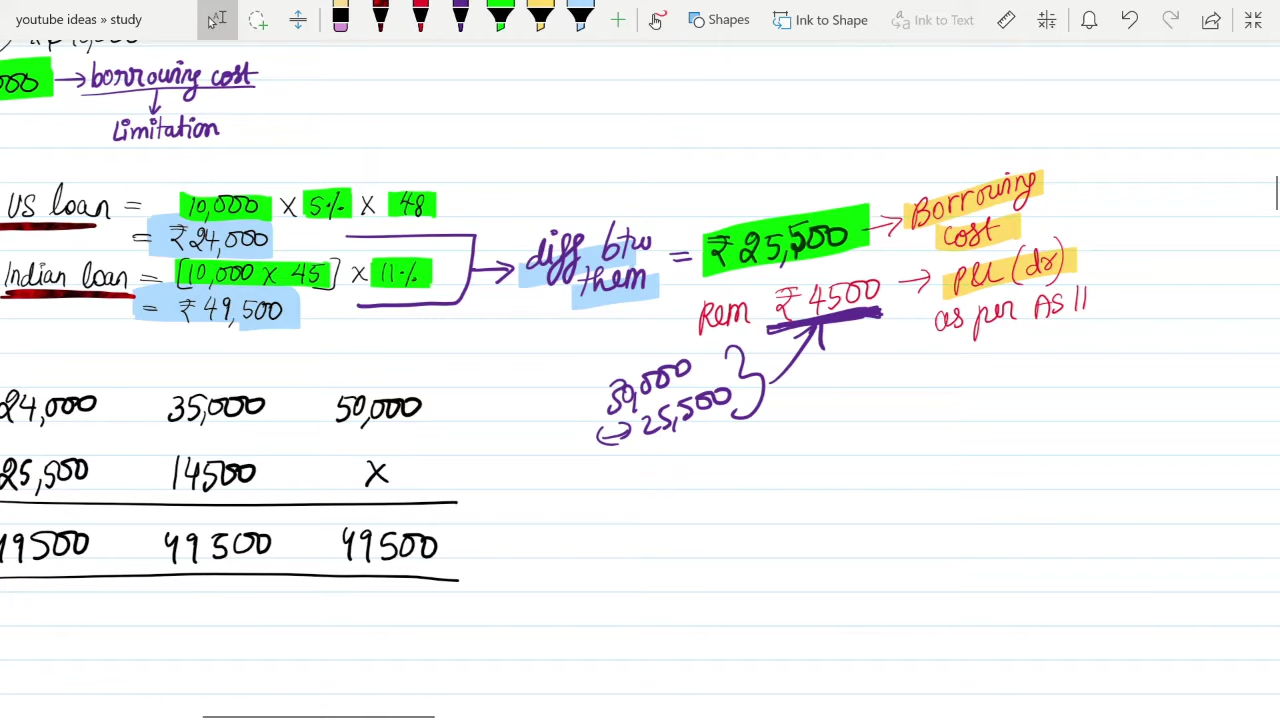 youtube ideas » study
Shapes
Ink to Shape
Ink to Text
000 → borrowing cost
Limitation
US loan = 10,000 × 5% × 48
= ₹24,000
Indian loan = [10,000 × 45] × 11%
= ₹49,500
diff btw
them
= ₹25,500 → Borrowing
cost
Rem ₹4500 → P&L (dr)
as per AS 11
30,000
(-) 25,500
24,000 35,000 50,000
25,500 14500 X
49500 49500 49500